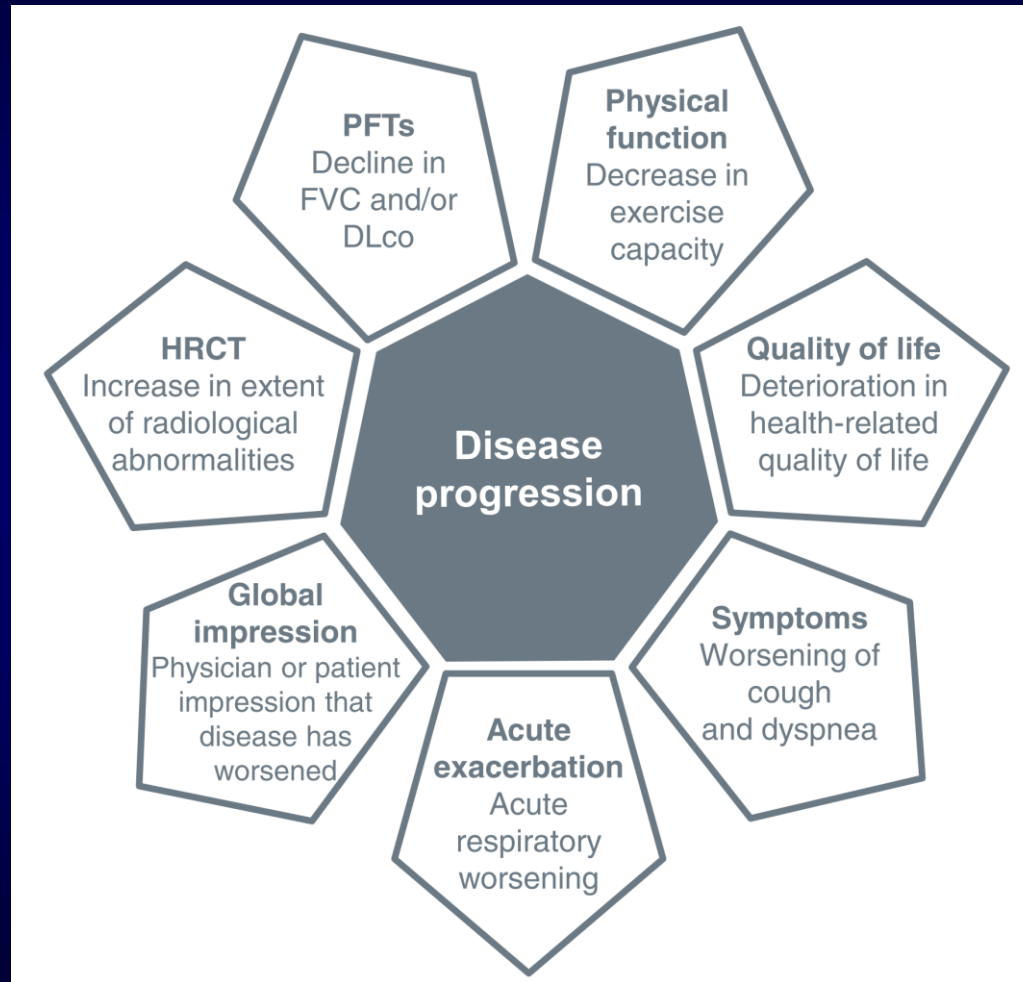 PFTs
Decline in
FVC and/or
DLco
Physical
function
Decrease in
exercise
capacity
HRCT
Increase in extent
of radiological
abnormalities
Quality of life
Deterioration in
health-related
quality of life
Disease
progression
Global
impression
Physician or patient
impression that
disease has
worsened
Symptoms
Worsening of
cough
and dyspnea
Acute
exacerbation
Acute
respiratory
worsening